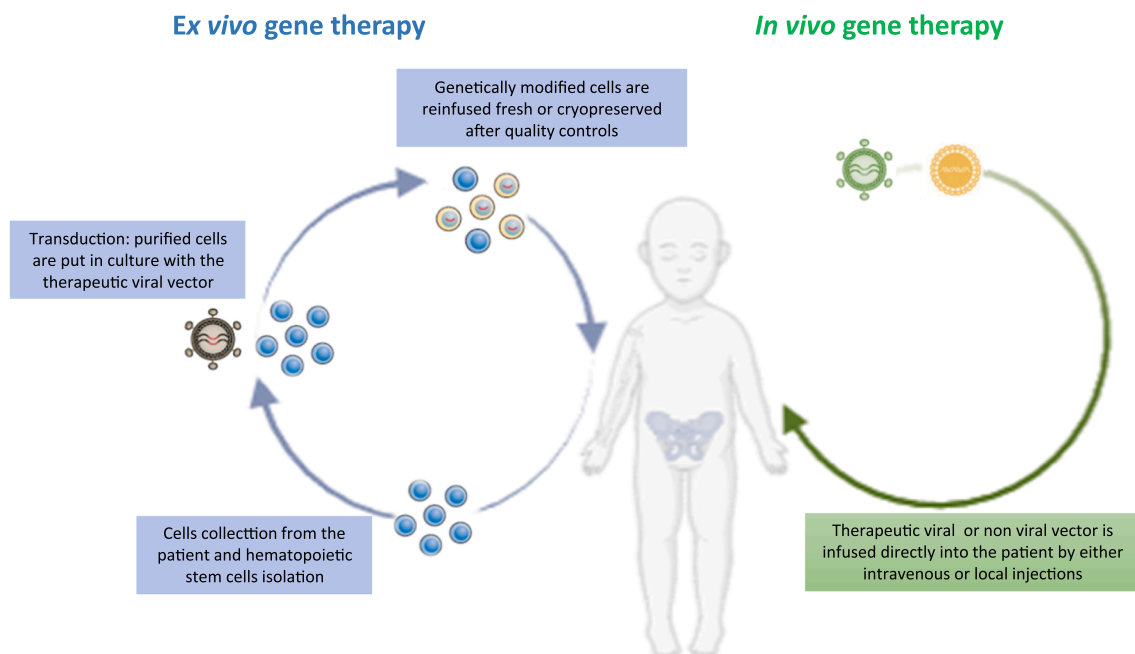 Ex vivo gene therapy
In vivo gene therapy
Genetically modified cells are
reinfused fresh or cryopreserved
after quality controls
Transduction: purified cells
are put in culture with the
therapeutic viral vector
Cells collecttion from the
patient and hematopoietic
stem cells isolation
Therapeutic viral or non viral vector is
infused directly into the patient by either
intravenous or local injections